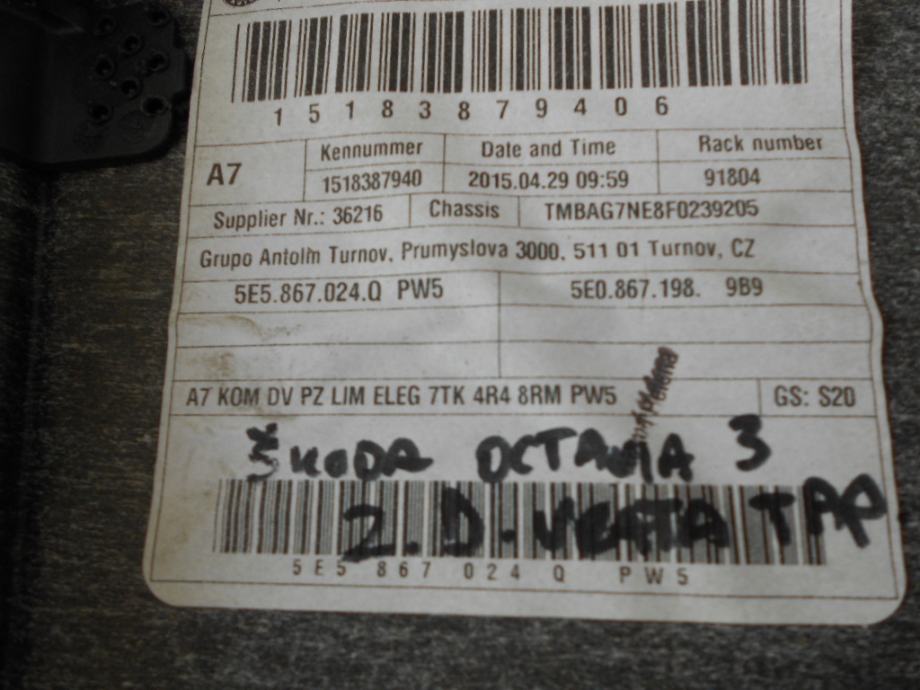 15183879406
A7
Kennummer
Date and Time
Rack number
1518387940
2015.04.29 09:59
91804
Supplier Nr.: 36216
Chassis
TMBAG7NE8F0239205
Grupo Antolin Turnov, Prumyslova 3000, 511 01 Turnov, CZ
5E5.867.024.Q PW5
5E0.867.198. 9B9
A7 KOM DV PZ LIM ELEG 7TK 4R4 8RM PW5
GS: S20
ŠKODA OCTAVIA 3
2.D. TAP
5E5 867 024 Q PW5